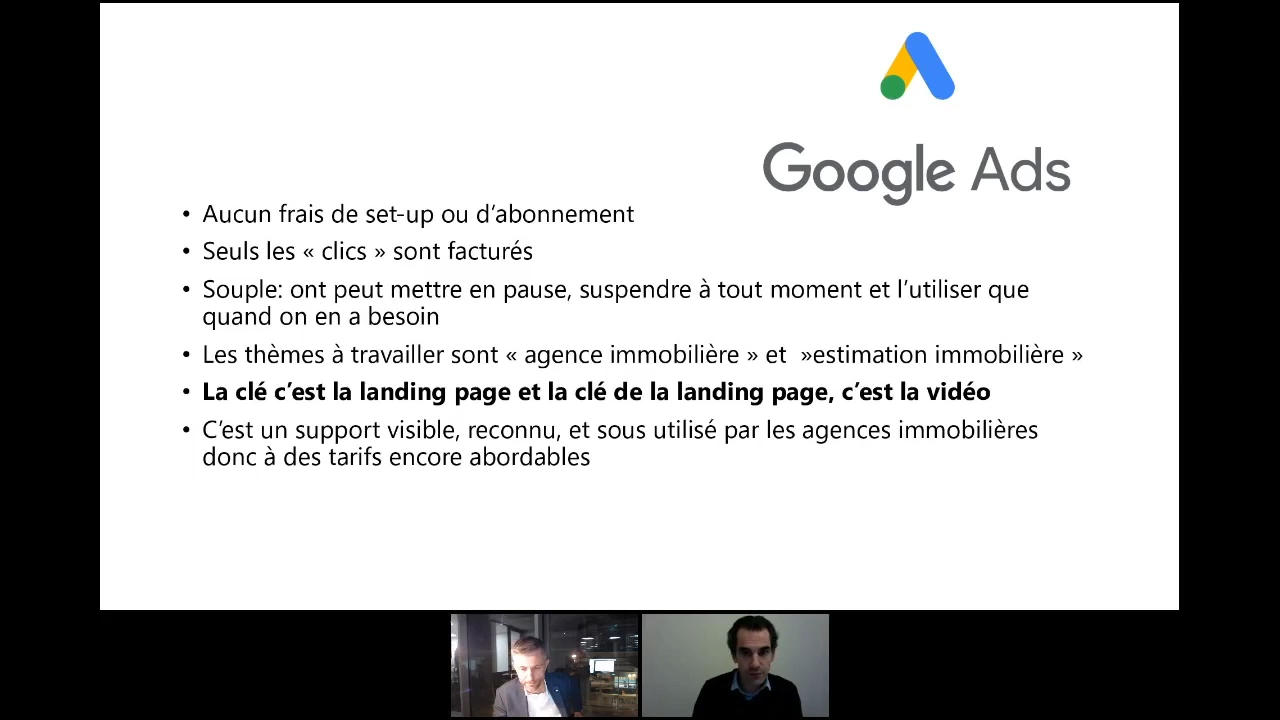 Google Ads
• Aucun frais de set-up ou d’abonnement
• Seuls les « clics » sont facturés
• Souple: ont peut mettre en pause, suspendre à tout moment et l’utiliser que
quand on en a besoin
• Les thèmes à travailler sont « agence immobilière » et »estimation immobilière »
• La clé c’est la landing page et la clé de la landing page, c’est la vidéo
• C’est un support visible, reconnu, et sous utilisé par les agences immobilières
donc à des tarifs encore abordables